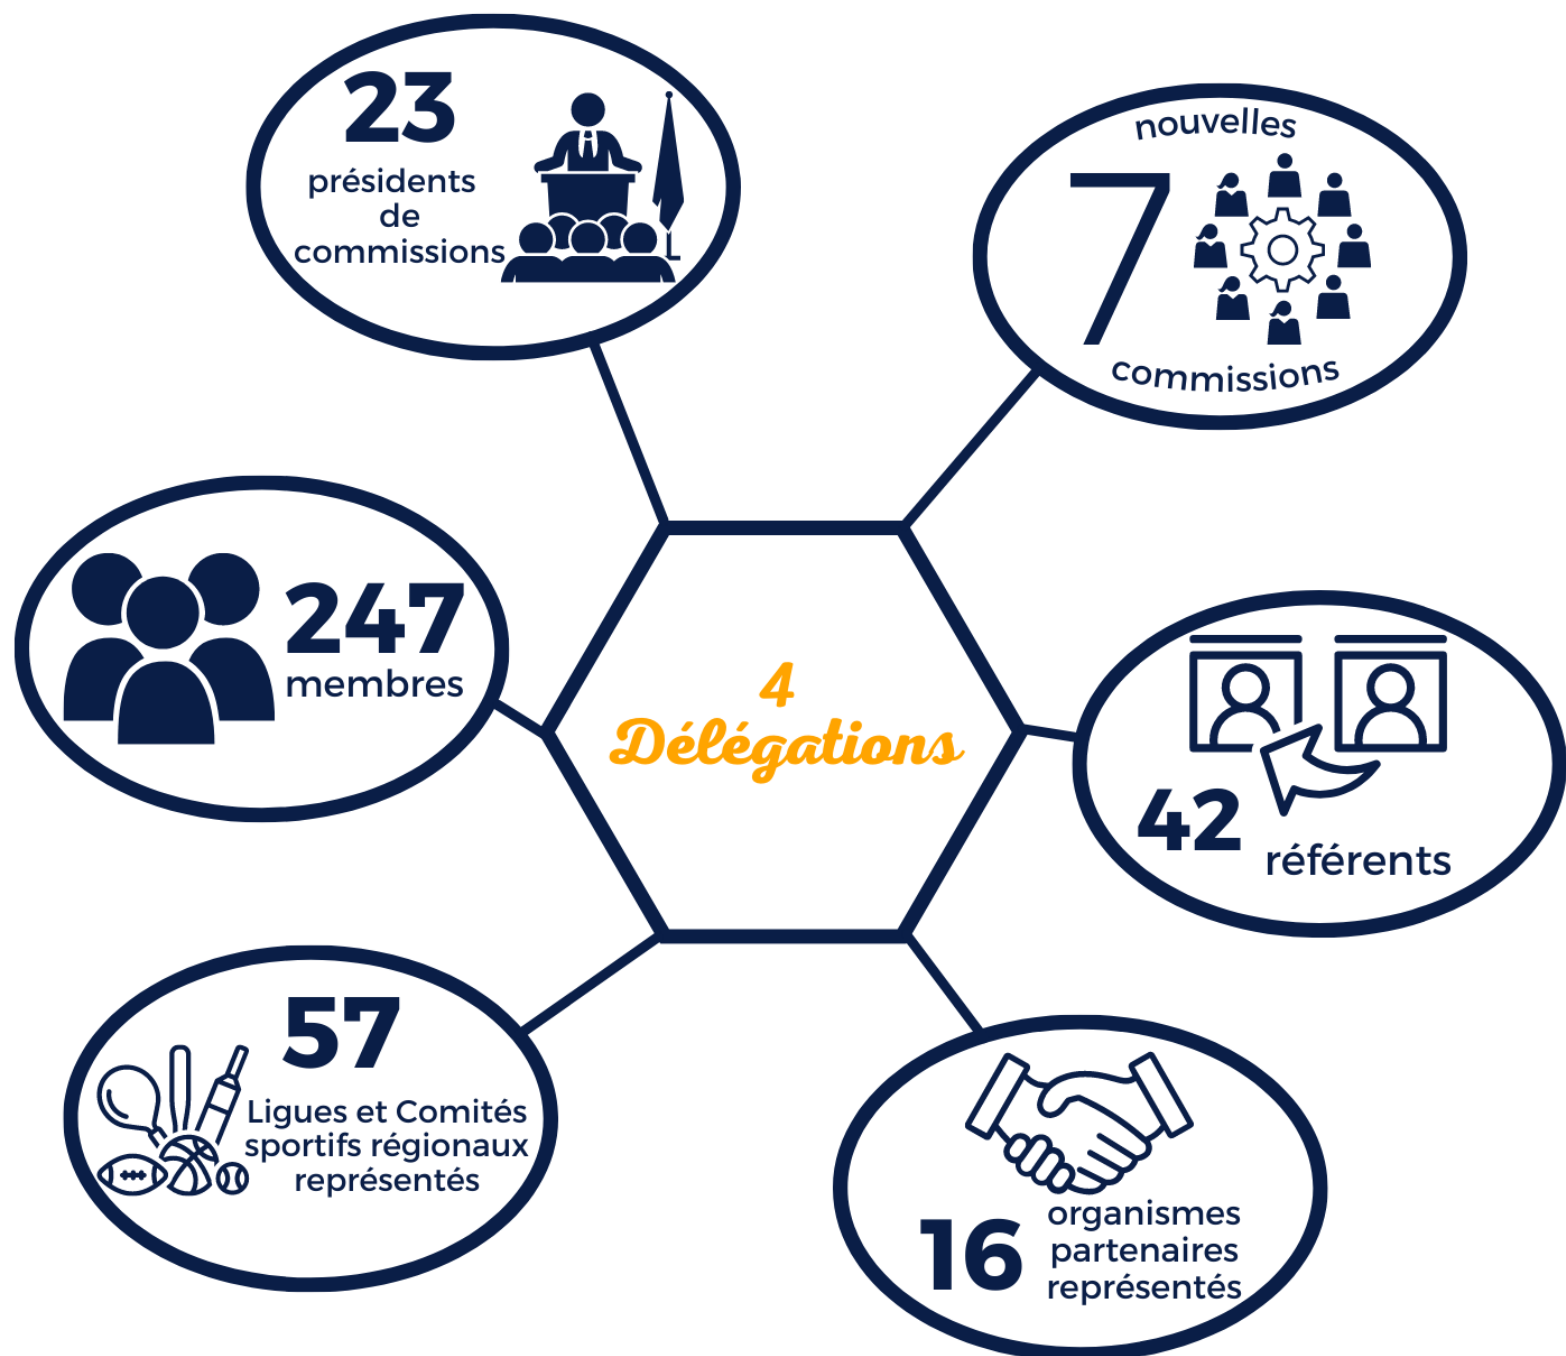 23
présidents
de
commissions
nouvelles
7
commissions
247
membres
4
Délégations
42
référents
57
Ligues et Comités
sportifs régionaux
représentés
16
organismes
partenaires
représentés